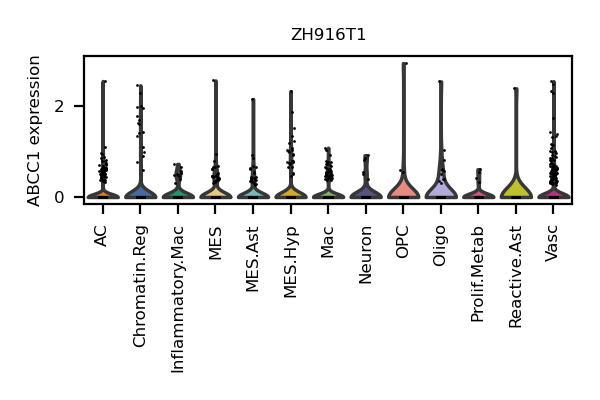 ZH916T1
ABCC1 expression
2
0
AC
Chromatin.Reg
Inflammatory.Mac
MES
MES.Ast
MES.Hyp
Mac
Neuron
OPC
Oligo
Prolif.Metab
Reactive.Ast
Vasc